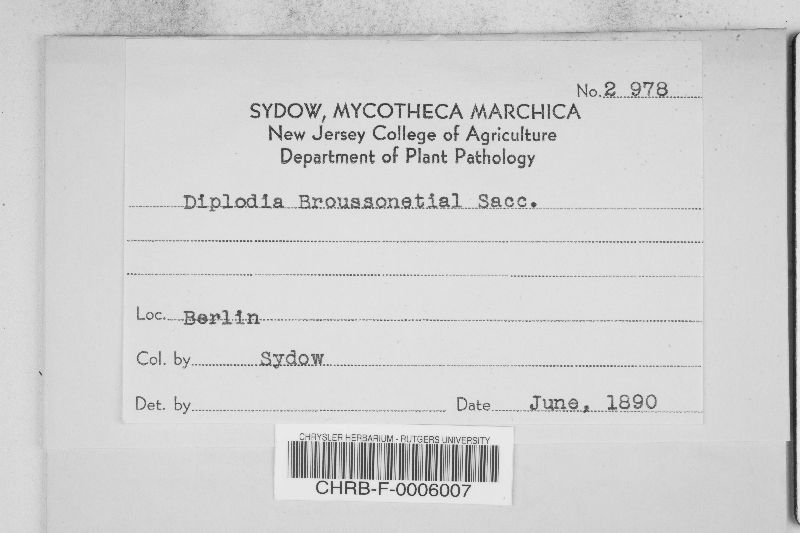 No. 2 978
SYDOW, MYCOTHECA MARCHICA
New Jersey College of Agriculture
Department of Plant Pathology
Diplodia Broussonetial Sacc.
Loc. Berlin
Col. by Sydow
Det. by Date June, 1890
CHRYSLER HERBARIUM - RUTGERS UNIVERSITY
CHRB-F-0006007